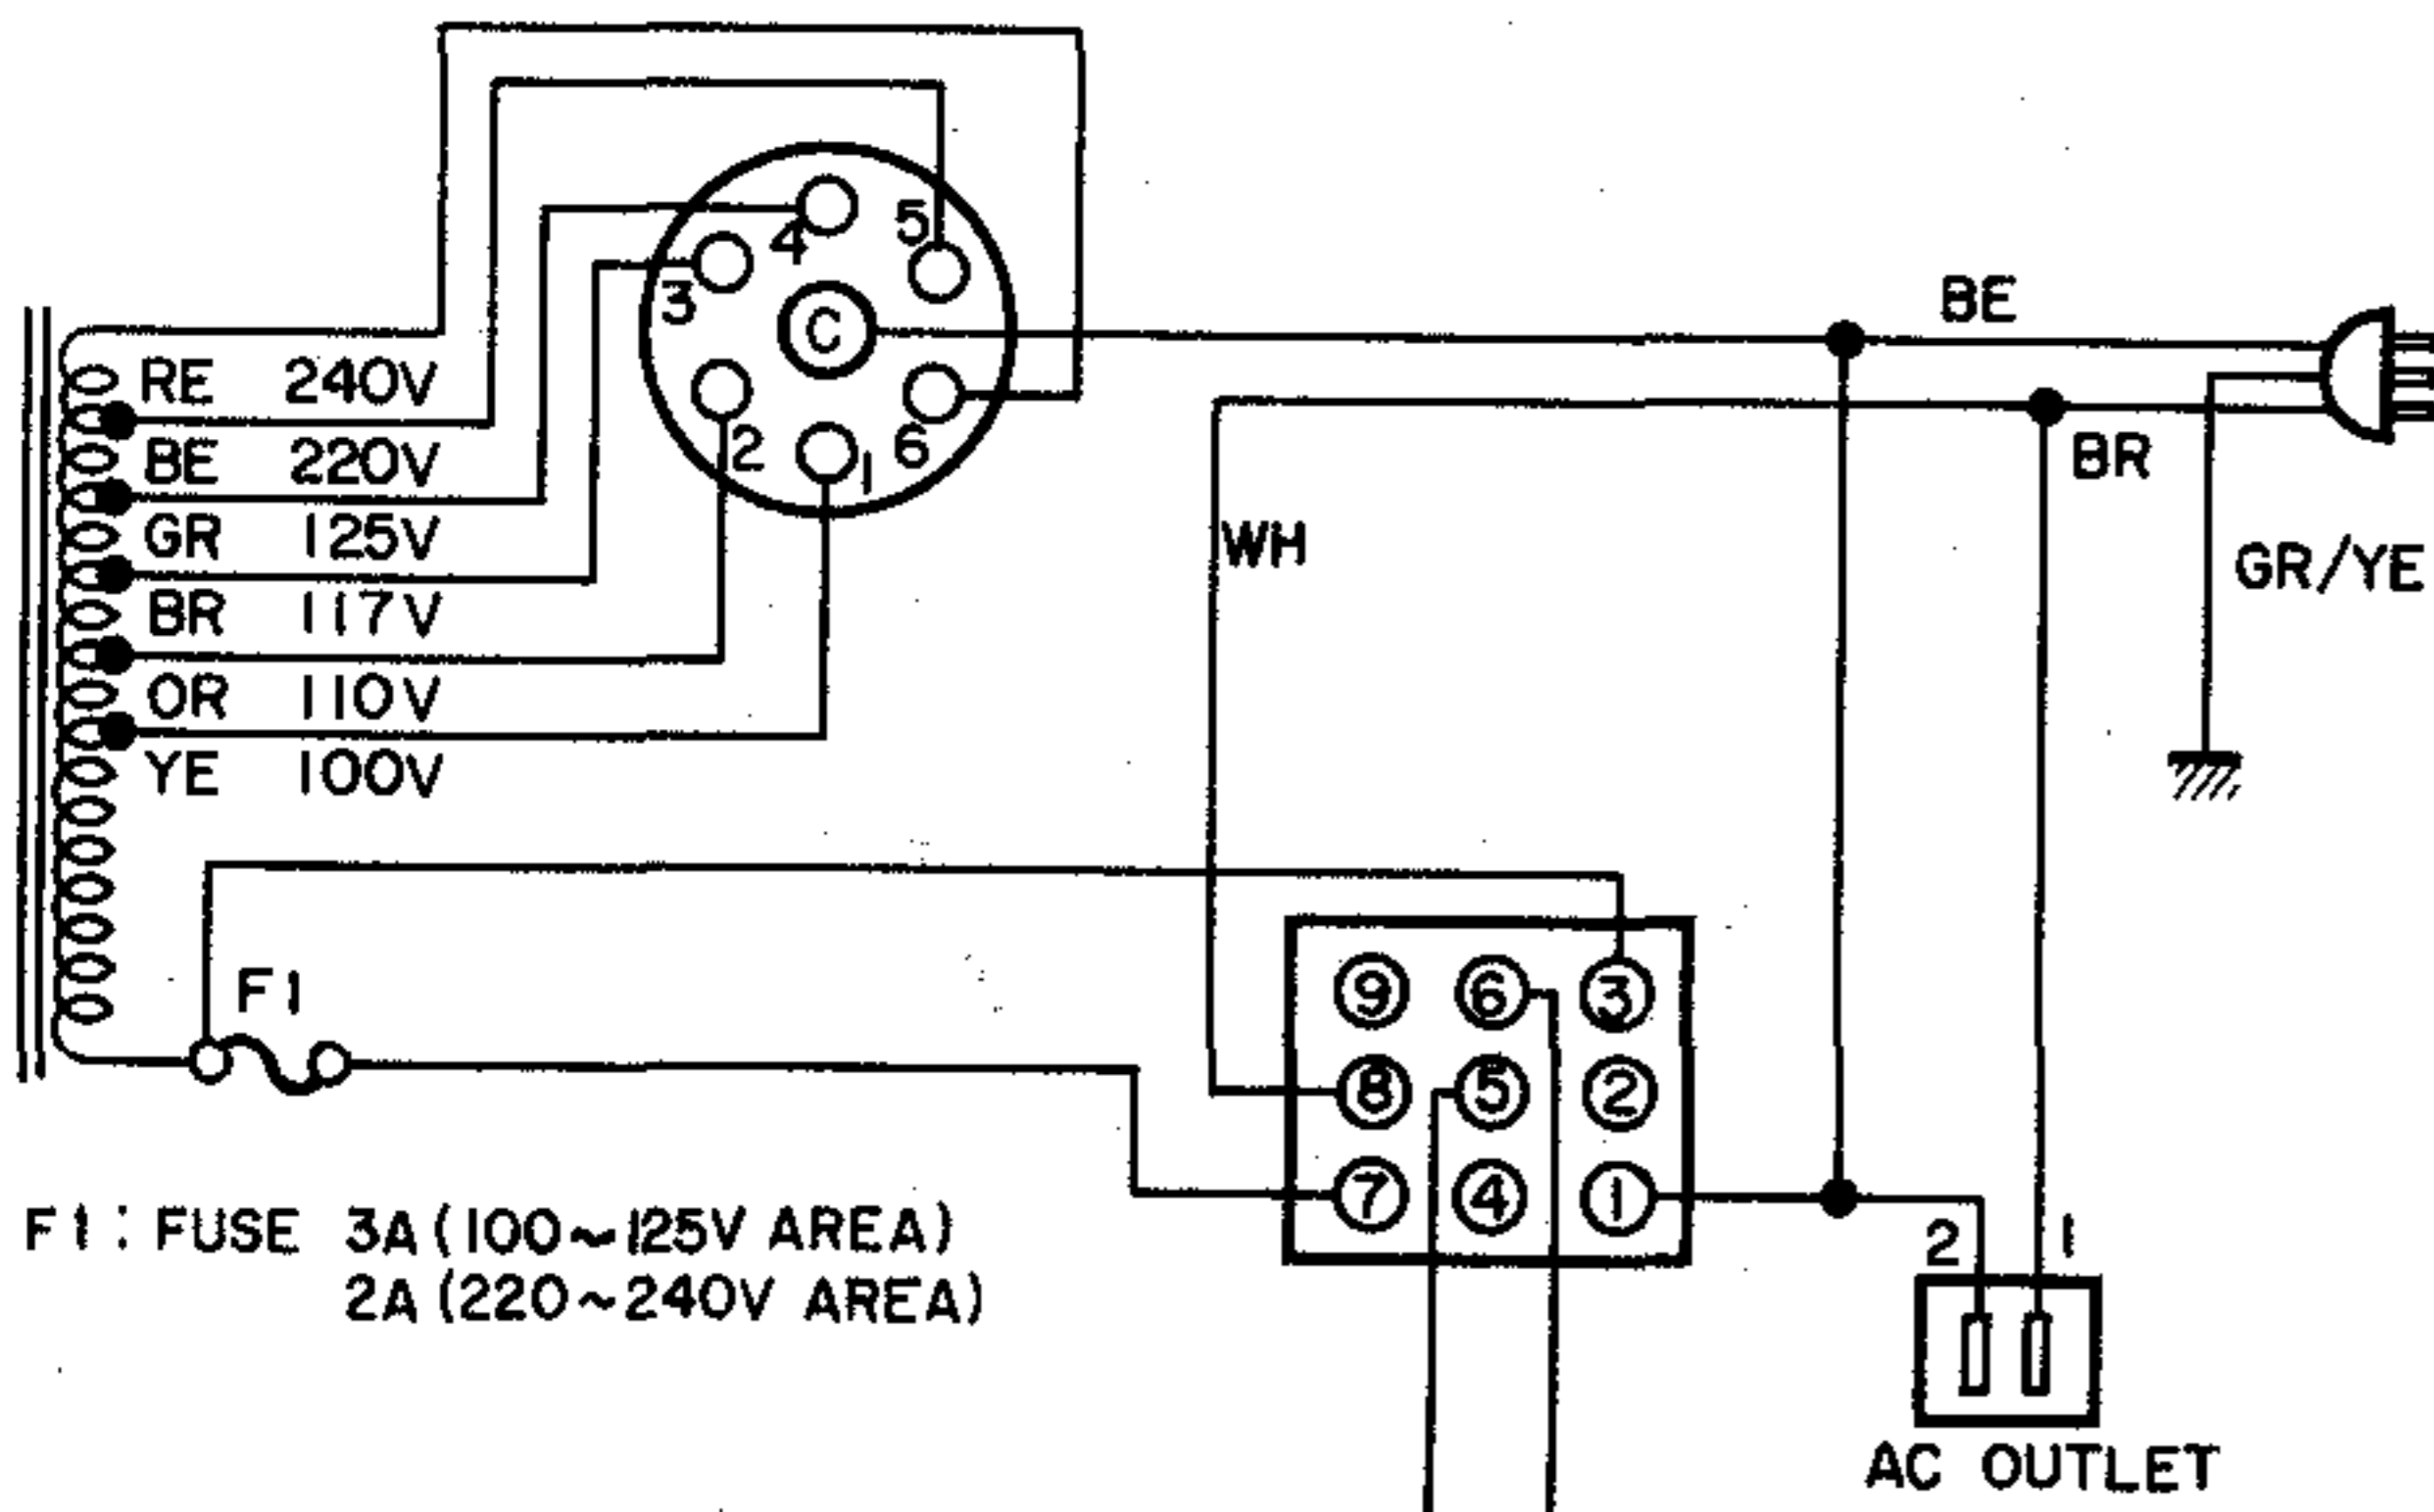 4
5
3
C
BE
RE 240V
2
1
6
BE 220V
BR
GR 125V
WH
GR/YE
BR 117V
OR 110V
YE 100V
F1
9 6 3
8 5 2
7 4 1
F1: FUSE 3A (100~125V AREA)
2A (220~240V AREA)
2 1
AC OUTLET